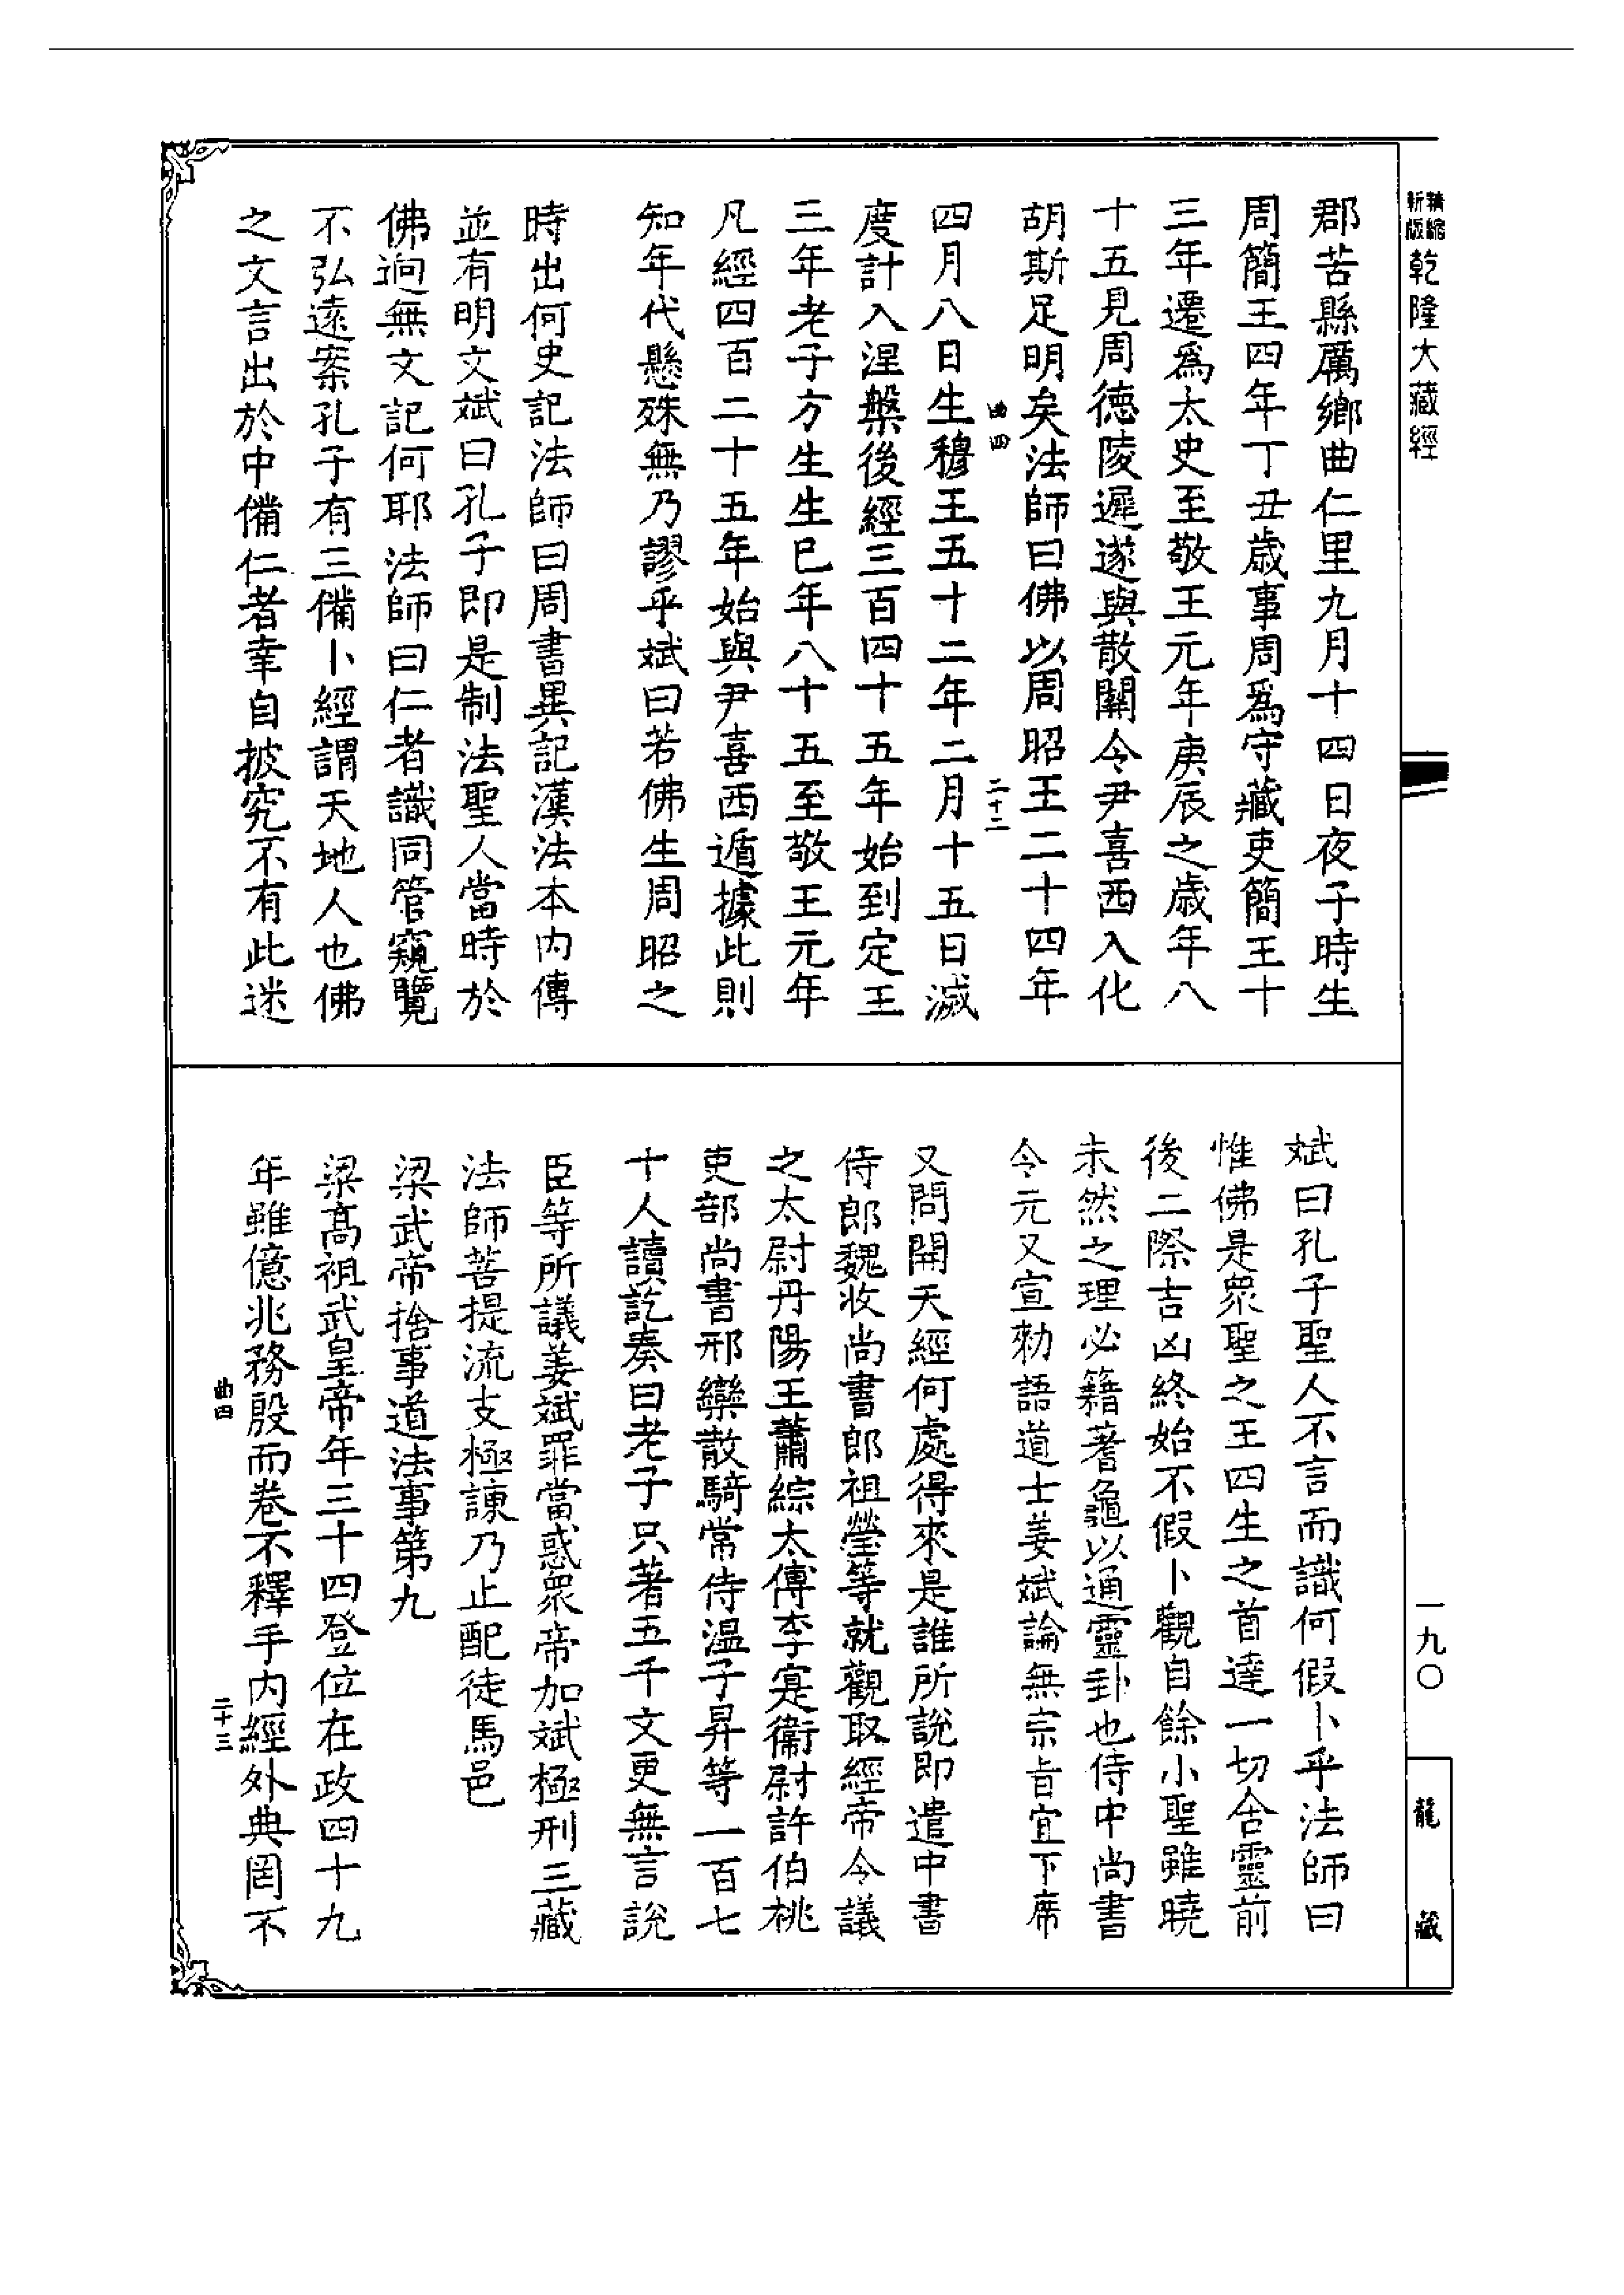 精縮新版乾隆大藏經
一九〇
龍藏
郡苦縣厲鄉曲仁里九月十四日夜子時生
周簡王四年丁丑歲事周爲守藏吏簡王十
三年遷爲太史至敬王元年庚辰之歲年八
十五見周德陵遲遂與散關令尹喜西入化
胡斯足明矣法師曰佛以周昭王二十四年
曲四
二十二
四月八日生穆王五十二年二月十五日滅
度計入涅槃後經三百四十五年始到定王
三年老子方生生巳年八十五至敬王元年
凡經四百二十五年始與尹喜西遁據此則
知年代懸殊無乃謬乎斌曰若佛生周昭之
時出何史記法師曰周書異記漢法本內傳
並有明文斌曰孔子即是制法聖人當時於
佛逈無文記何耶法師曰仁者識同管窺覽
不弘遠案孔子有三備卜經謂天地人也佛
之文言出於中備仁者幸自披究不有此迷
斌曰孔子聖人不言而識何假卜乎法師曰
惟佛是眾聖之王四生之首達一切含靈前
後二際吉凶終始不假卜觀自餘小聖雖曉
未然之理必籍蓍龜以通靈卦也侍中尚書
令元又宣勑語道士姜斌論無宗旨宜下席
又問開天經何處得來是誰所說即遣中書
侍郎魏收尚書郎祖瑩等就觀取經帝令議
之太尉丹陽王蕭綜太傅李寔衞尉許伯桃
吏部尚書邢欒散騎常侍溫子昇等一百七
十人讀訖奏曰老子只著五千文更無言說
臣等所議姜斌罪當惑眾帝加斌極刑三藏
法師菩提流支極諫乃止配徒馬邑
梁武帝捨事道法事第九
梁高祖武皇帝年三十四登位在政四十九
年雖億兆務殷而卷不釋手內經外典罔不
曲四
二十三